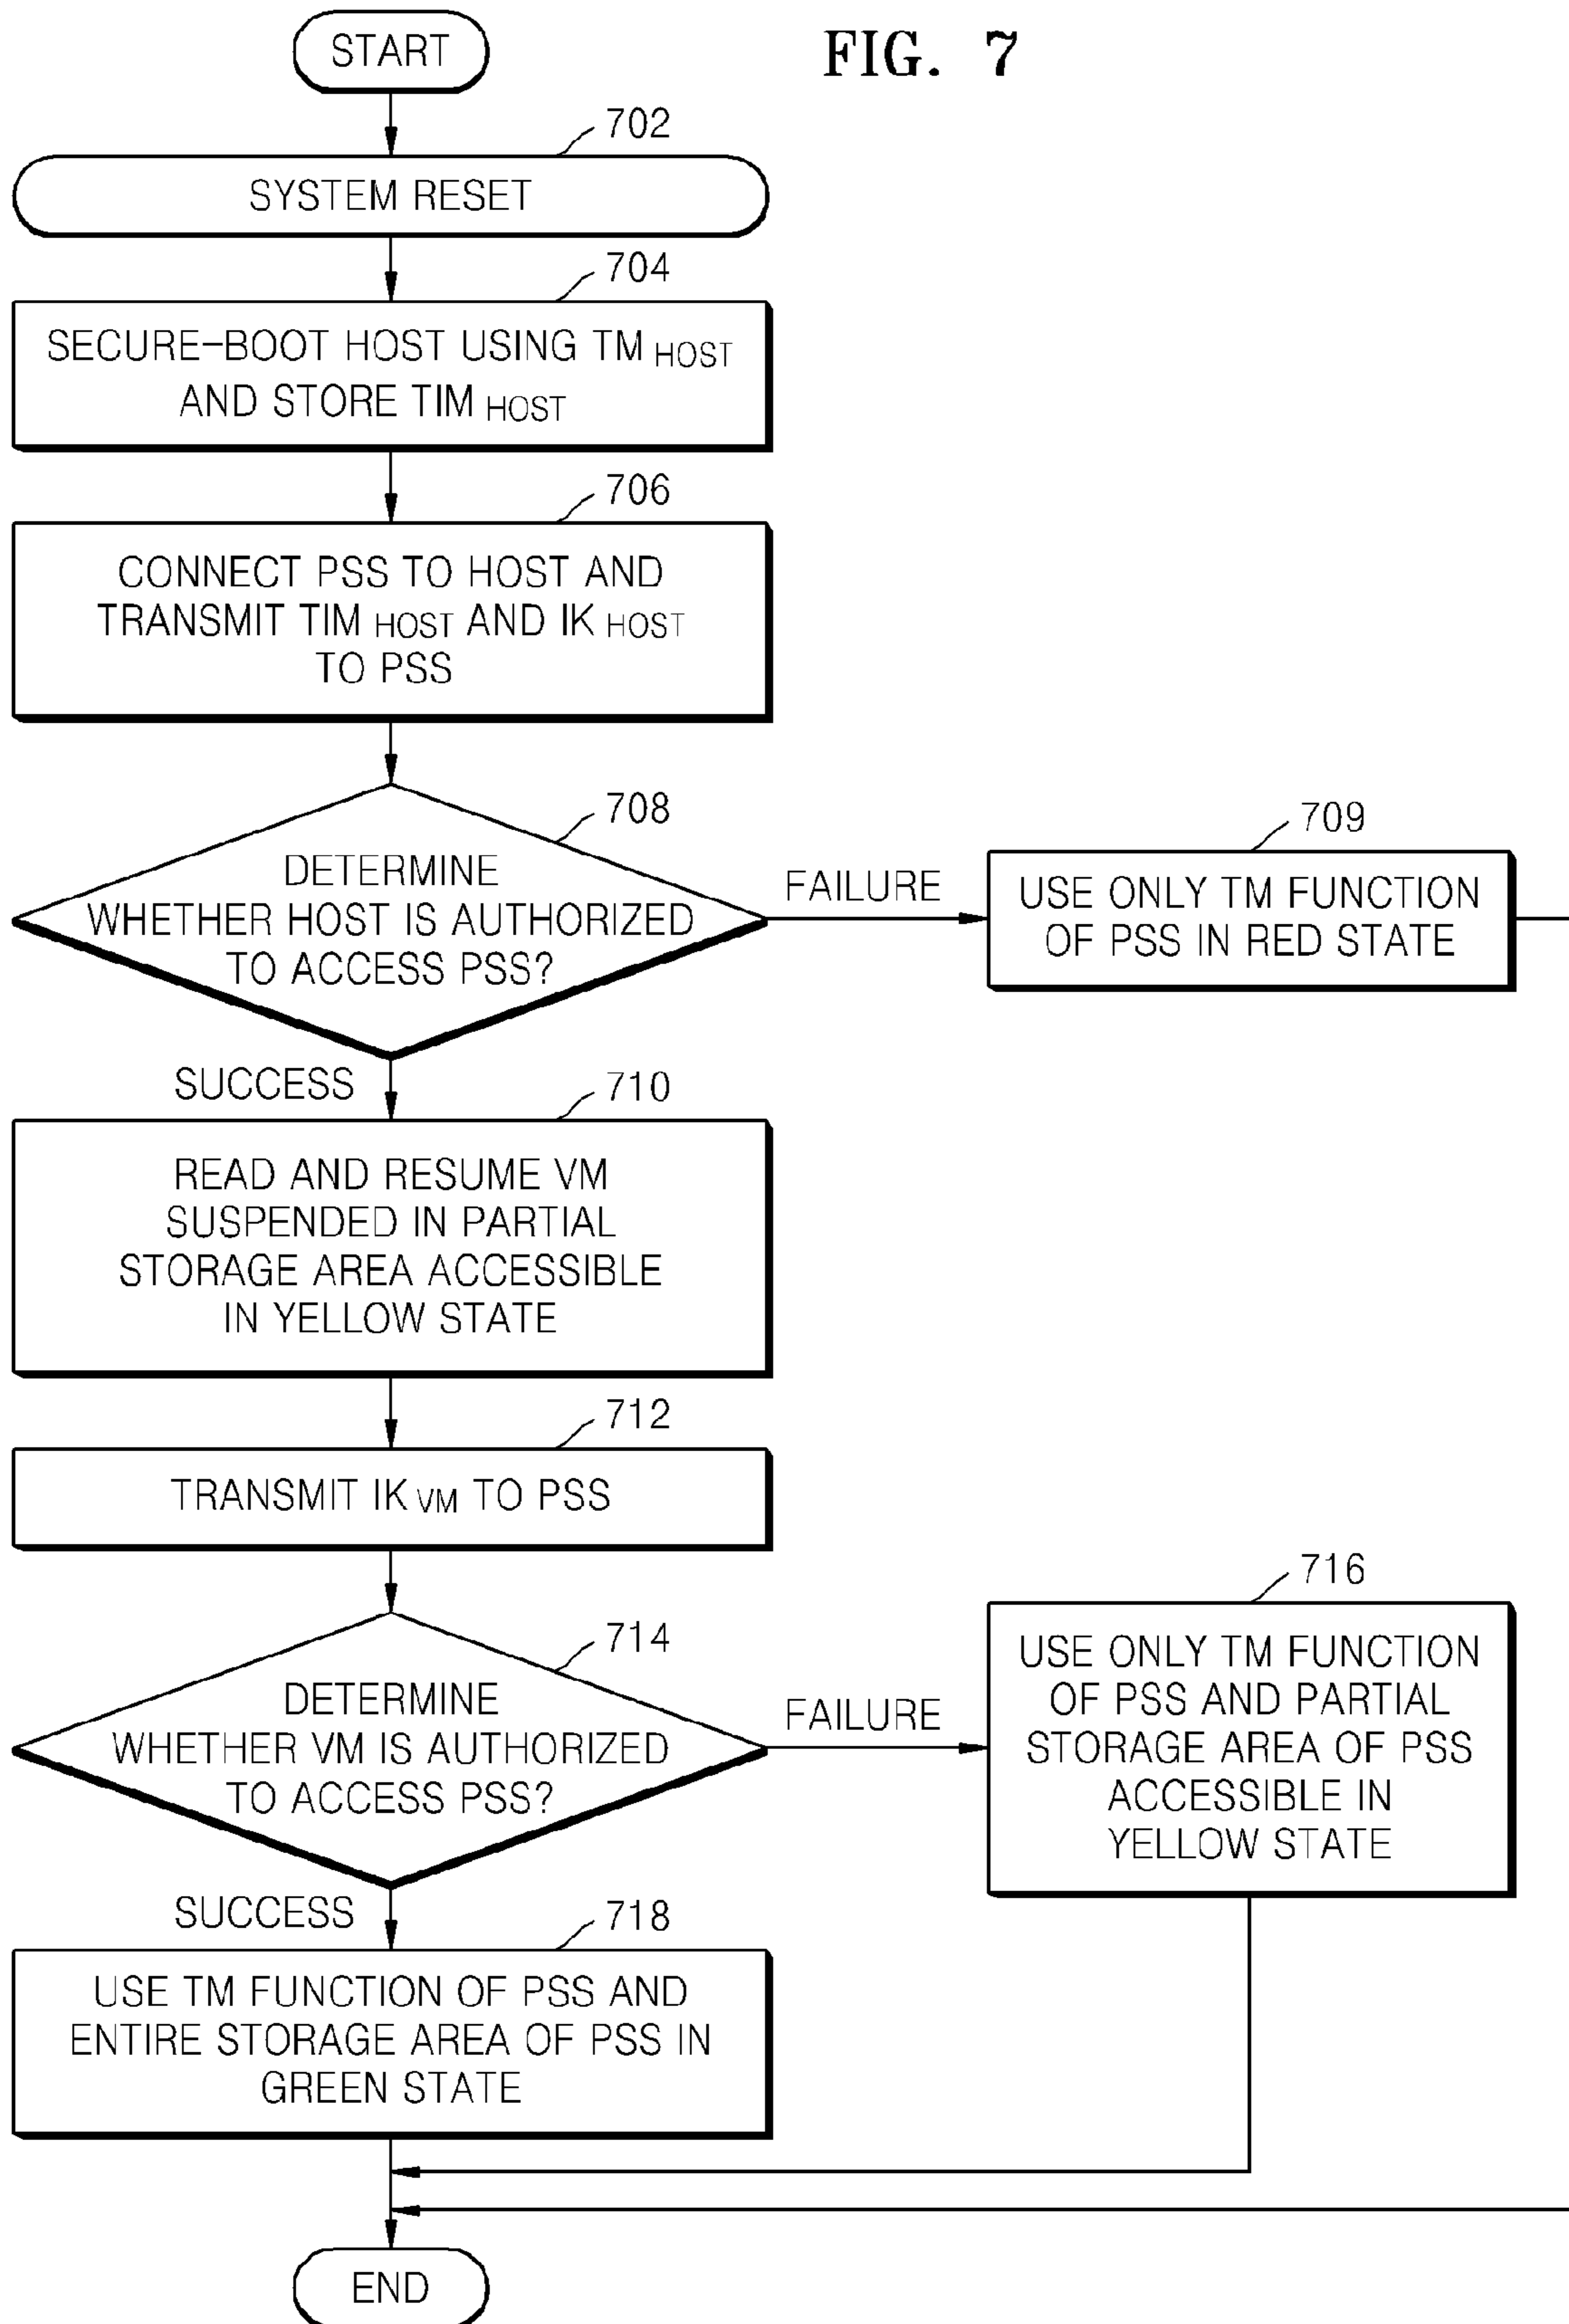 FIG. 7
START
702
SYSTEM RESET
704
SECURE-BOOT HOST USING TM HOST
AND STORE TIM HOST
706
CONNECT PSS TO HOST AND
TRANSMIT TIM HOST AND IK HOST
TO PSS
708
DETERMINE
WHETHER HOST IS AUTHORIZED
TO ACCESS PSS?
FAILURE
709
USE ONLY TM FUNCTION
OF PSS IN RED STATE
SUCCESS
710
READ AND RESUME VM
SUSPENDED IN PARTIAL
STORAGE AREA ACCESSIBLE
IN YELLOW STATE
712
TRANSMIT IK VM TO PSS
714
DETERMINE
WHETHER VM IS AUTHORIZED
TO ACCESS PSS?
FAILURE
716
USE ONLY TM FUNCTION
OF PSS AND PARTIAL
STORAGE AREA OF PSS
ACCESSIBLE IN
YELLOW STATE
SUCCESS
718
USE TM FUNCTION OF PSS AND
ENTIRE STORAGE AREA OF PSS IN
GREEN STATE
END